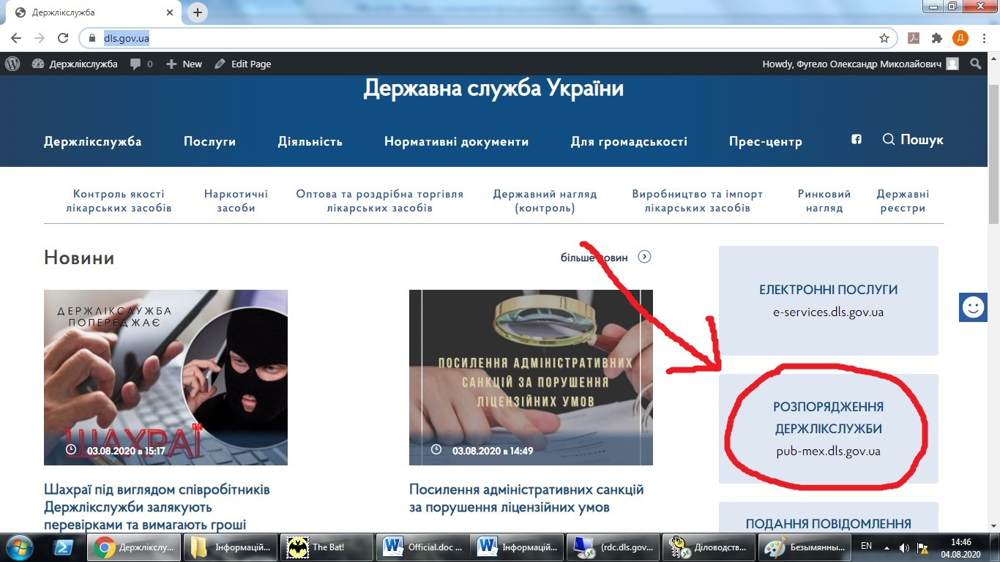 Держлікслужба
dls.gov.ua
Д
Держлікслужба
0
New
Edit Page
Howdy, Фугело Олександр Миколайович
Державна служба України
Держлікслужба
Послуги
Діяльність
Нормативні документи
Для громадськості
Прес-центр
Пошук
Контроль якості
лікарських засобів
Наркотичні
засоби
Оптова та роздрібна торгівля
лікарських засобів
Державний нагляд
(контроль)
Виробництво та імпорт
лікарських засобів
Ринковий
нагляд
Державні
реєстри
Новини
більше новин
ДЕРЖЛІКСЛУЖБА
ПОПЕРЕДЖАЄ
ШАХРАЇ
03.08.2020 в 15:17
Шахраї під виглядом співробітників
Держлікслужби залякують
перевірками та вимагають гроші
ПОСИЛЕННЯ АДМІНІСТРАТИВНИХ
САНКЦІЙ ЗА ПОРУШЕННЯ
ЛІЦЕНЗІЙНИХ УМОВ
03.08.2020 в 14:49
Посилення адміністративних санкцій
за порушення ліцензійних умов
ЕЛЕКТРОННІ ПОСЛУГИ
e-services.dls.gov.ua
РОЗПОРЯДЖЕННЯ
ДЕРЖЛІКСЛУЖБИ
pub-mex.dls.gov.ua
ПОДАННЯ ПОВІДОМЛЕННЯ
Держлікслу...
Інформацій...
The Bat!
Official.doc ...
Інформацій...
(rdc.dls.gov...
Діловодств...
Безымянны...
EN
14:46
04.08.2020